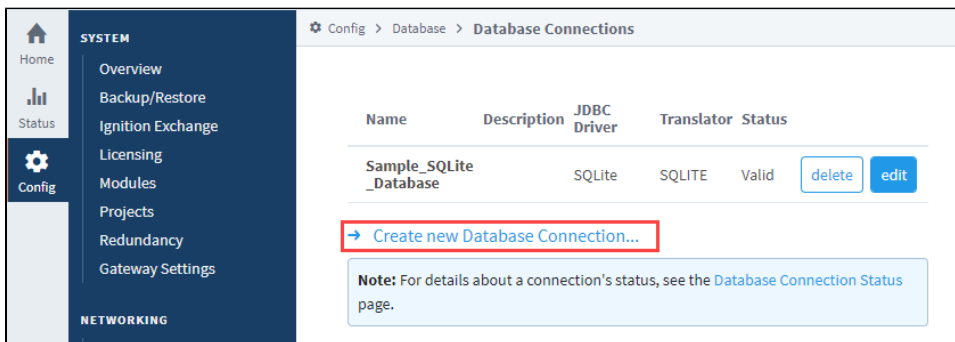 Home
Status
Config
SYSTEM
Overview
Backup/Restore
Ignition Exchange
Licensing
Modules
Projects
Redundancy
Gateway Settings
NETWORKING
Config > Database > Database Connections
Name Description JDBC Driver Translator Status
Sample_SQLite
_Database SQLite SQLITE Valid delete edit
→ Create new Database Connection...
Note: For details about a connection's status, see the Database Connection Status
page.